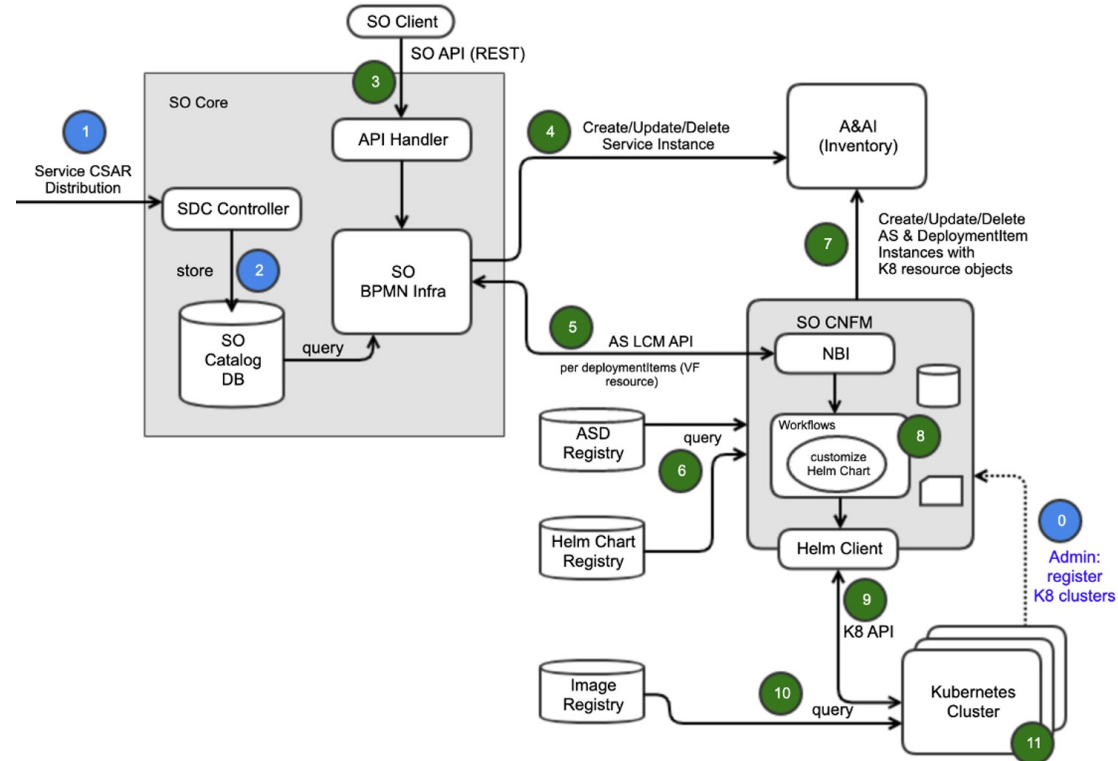 SO Client
SO API (REST)
3
SO Core
API Handler
1
Service CSAR
Distribution
SDC Controller
store
2
SO
Catalog
DB
query
SO
BPMN Infra
4
Create/Update/Delete
Service Instance
A&AI
(Inventory)
7
Create/Update/Delete
AS & DeploymentItem
Instances with
K8 resource objects
5
AS LCM API
per deploymentItems (VF
resource)
SO CNFM
NBI
Workflows
8
customize
Helm Chart
Helm Client
ASD
Registry
query
6
Helm Chart
Registry
0
Admin:
register
K8 clusters
9
K8 API
Image
Registry
10
query
Kubernetes
Cluster
11